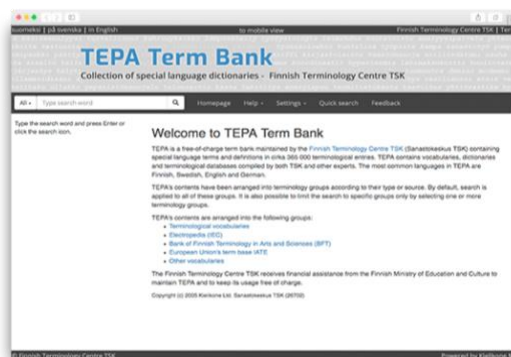 suomeksi | på svenska | in English
to mobile view
Finnish Terminology Centre TSK | Ter
TEPA Term Bank
Collection of special language dictionaries - Finnish Terminology Centre TSK
All
Type search word
Homepage
Help
Settings
Quick search
Feedback
Type the search word and press Enter or
click the search icon.
Welcome to TEPA Term Bank
TEPA is a free-of-charge term bank maintained by the Finnish Terminology Centre TSK (Sanastokeskus TSK) containing
special language terms and definitions in cirka 365 000 terminological entries. TEPA contains vocabularies, dictionaries
and terminological databases compiled by both TSK and other experts. The most common languages in TEPA are
Finnish, Swedish, English and German.
TEPA's contents have been arranged into terminology groups according to their type or source. By default, search is
applied to all of these groups. It is also possible to limit the search to specific groups only by selecting one or more
terminology groups.
TEPA's contents are arranged into the following groups:
Terminological vocabularies
Electropedia (IEC)
Bank of Finnish Terminology in Arts and Sciences (BFT)
European Union's term base IATE
Other vocabularies
The Finnish Terminology Centre TSK receives financial assistance from the Finnish Ministry of Education and Culture to
maintain TEPA and to keep its usage free of charge.
Copyright (c) 2005 Kielikone Ltd, Sanastokeskus TSK
© Finnish Terminology Centre TSK
Powered by Kielikone